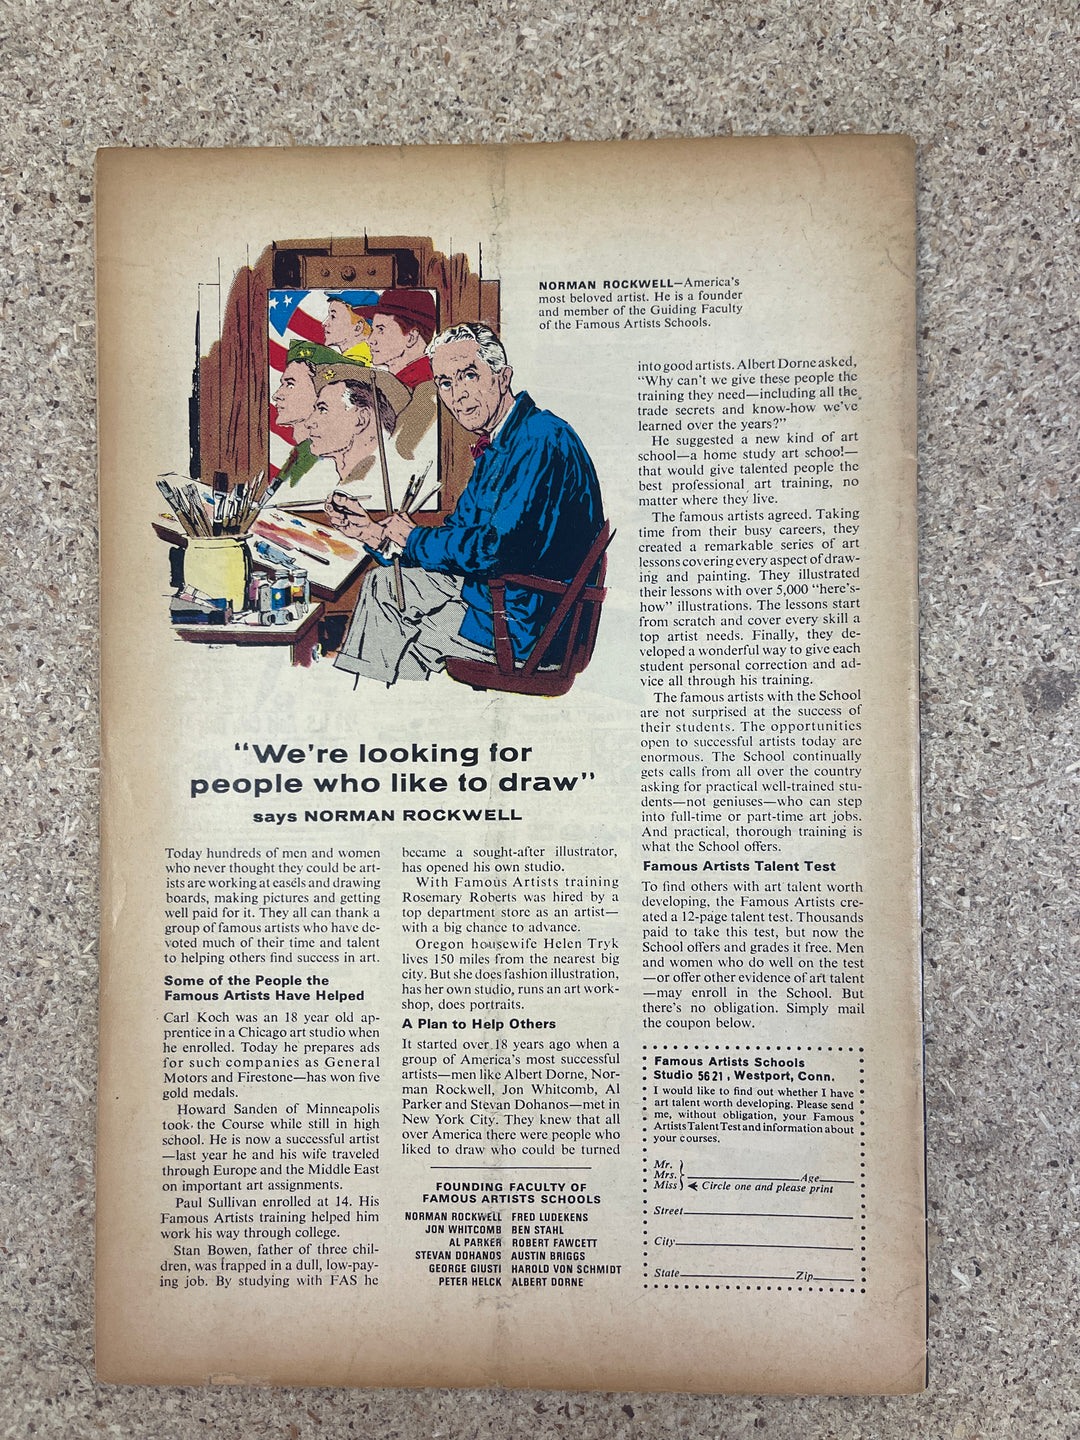 NORMAN ROCKWELL—America's
most beloved artist. He is a founder
and member of the Guiding Faculty
of the Famous Artists Schools.
"We're looking for
people who like to draw"
says NORMAN ROCKWELL
Today hundreds of men and women
who never thought they could be art-
ists are working at easels and drawing
boards, making pictures and getting
well paid for it. They all can thank a
group of famous artists who have de-
voted much of their time and talent
to helping others find success in art.
Some of the People the
Famous Artists Have Helped
Carl Koch was an 18 year old ap-
prentice in a Chicago art studio when
he enrolled. Today he prepares ads
for such companies as General
Motors and Firestone—has won five
gold medals.
Howard Sanden of Minneapolis
took the Course while still in high
school. He is now a successful artist
—last year he and his wife traveled
through Europe and the Middle East
on important art assignments.
Paul Sullivan enrolled at 14. His
Famous Artists training helped him
work his way through college.
Stan Bowen, father of three chil-
dren, was trapped in a dull, low-pay-
ing job. By studying with FAS he
became a sought-after illustrator,
has opened his own studio.
With Famous Artists training
Rosemary Roberts was hired by a
top department store as an artist—
with a big chance to advance.
Oregon housewife Helen Tryk
lives 150 miles from the nearest big
city. But she does fashion illustration,
has her own studio, runs an art work-
shop, does portraits.
A Plan to Help Others
It started over 18 years ago when a
group of America's most successful
artists—men like Albert Dorne, Nor-
man Rockwell, Jon Whitcomb, Al
Parker and Stevan Dohanos—met in
New York City. They knew that all
over America there were people who
liked to draw who could be turned
FOUNDING FACULTY OF
FAMOUS ARTISTS SCHOOLS
NORMAN ROCKWELL FRED LUDEKENS
JON WHITCOMB BEN STAHL
AL PARKER ROBERT FAWCETT
STEVAN DOHANOS AUSTIN BRIGGS
GEORGE GIUSTI HAROLD VON SCHMIDT
PETER HELCK ALBERT DORNE
into good artists. Albert Dorne asked,
"Why can't we give these people the
training they need—including all the
trade secrets and know-how we've
learned over the years?"
He suggested a new kind of art
school—a home study art school—
that would give talented people the
best professional art training, no
matter where they live.
The famous artists agreed. Taking
time from their busy careers, they
created a remarkable series of art
lessons covering every aspect of draw-
ing and painting. They illustrated
their lessons with over 5,000 "here's-
how" illustrations. The lessons start
from scratch and cover every skill a
top artist needs. Finally, they de-
veloped a wonderful way to give each
student personal correction and ad-
vice all through his training.
The famous artists with the School
are not surprised at the success of
their students. The opportunities
open to successful artists today are
enormous. The School continually
gets calls from all over the country
asking for practical well-trained stu-
dents—not geniuses—who can step
into full-time or part-time art jobs.
And practical, thorough training is
what the School offers.
Famous Artists Talent Test
To find others with art talent worth
developing, the Famous Artists cre-
ated a 12-page talent test. Thousands
paid to take this test, but now the
School offers and grades it free. Men
and women who do well on the test
—or offer other evidence of art talent
—may enroll in the School. But
there's no obligation. Simply mail
the coupon below.
Famous Artists Schools
Studio 5621, Westport, Conn.
I would like to find out whether I have
art talent worth developing. Please send
me, without obligation, your Famous
Artists Talent Test and information about
your courses.
Mr.
Mrs. Age
Miss Circle one and please print
Street
City
State Zip